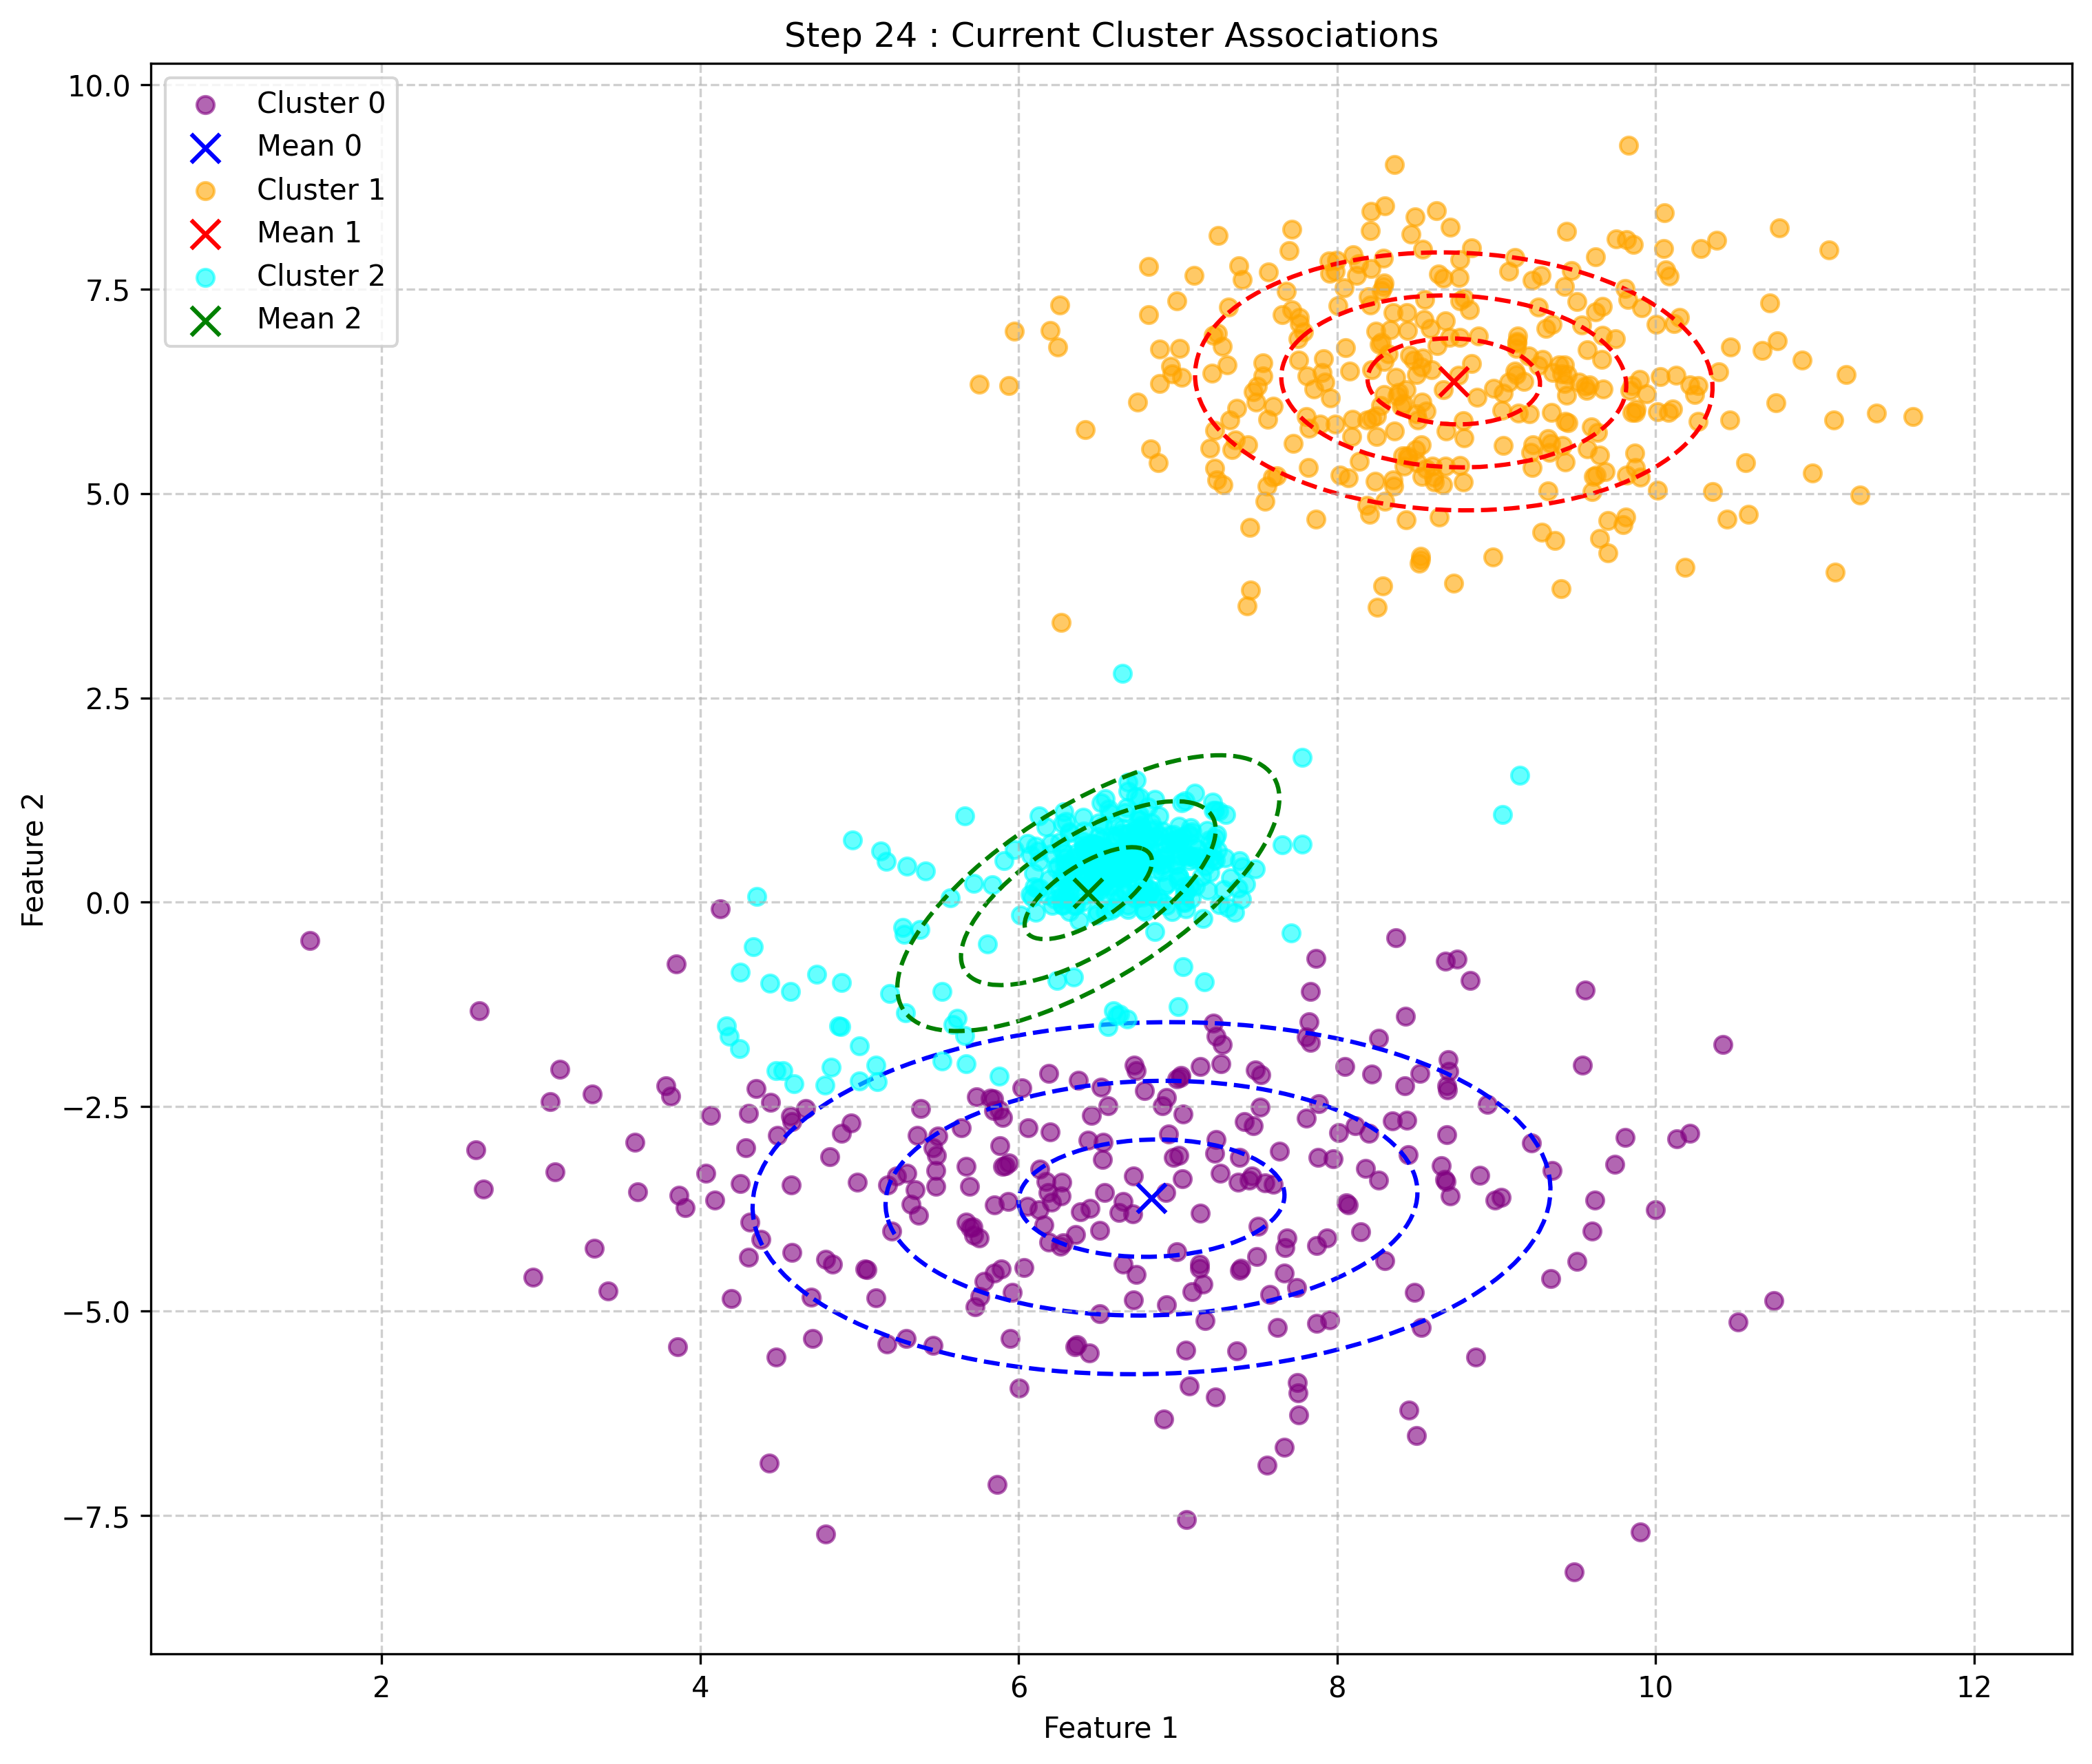 Step 24 : Current Cluster Associations
Cluster 0
Mean 0
Cluster 1
Mean 1
Cluster 2
Mean 2
10.0
7.5
5.0
2.5
0.0
−2.5
−5.0
−7.5
Feature 2
2
4
6
8
10
12
Feature 1